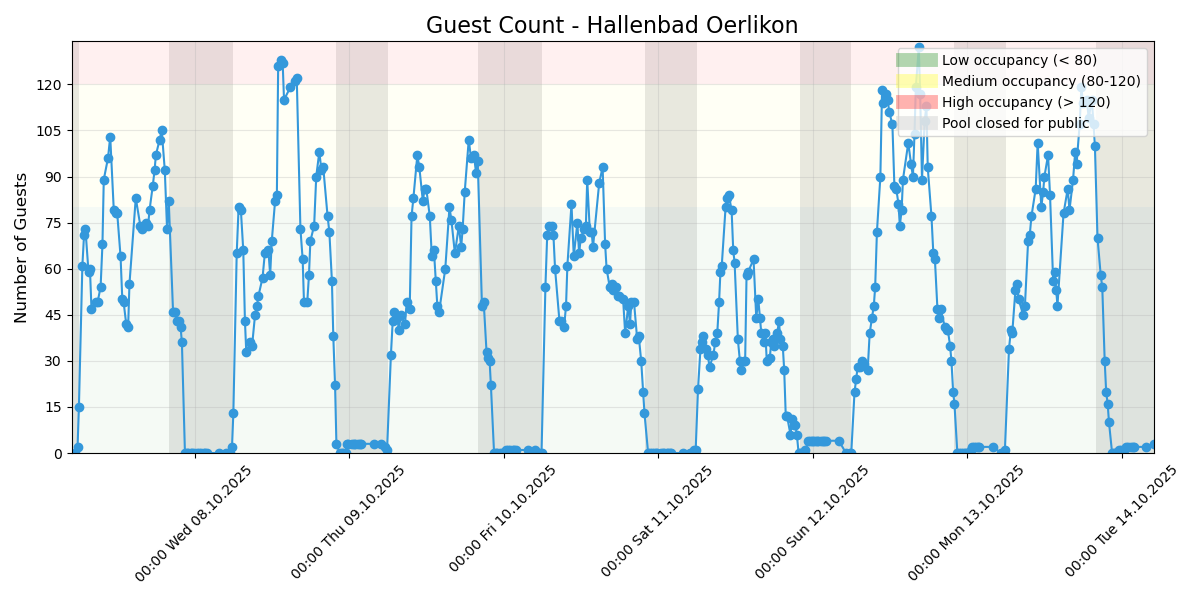 Guest Count - Hallenbad Oerlikon
Number of Guests
120
105
90
75
60
45
30
15
0
Low occupancy (< 80)
Medium occupancy (80-120)
High occupancy (> 120)
Pool closed for public
00:00 Wed 08.10.2025
00:00 Thu 09.10.2025
00:00 Fri 10.10.2025
00:00 Sat 11.10.2025
00:00 Sun 12.10.2025
00:00 Mon 13.10.2025
00:00 Tue 14.10.2025